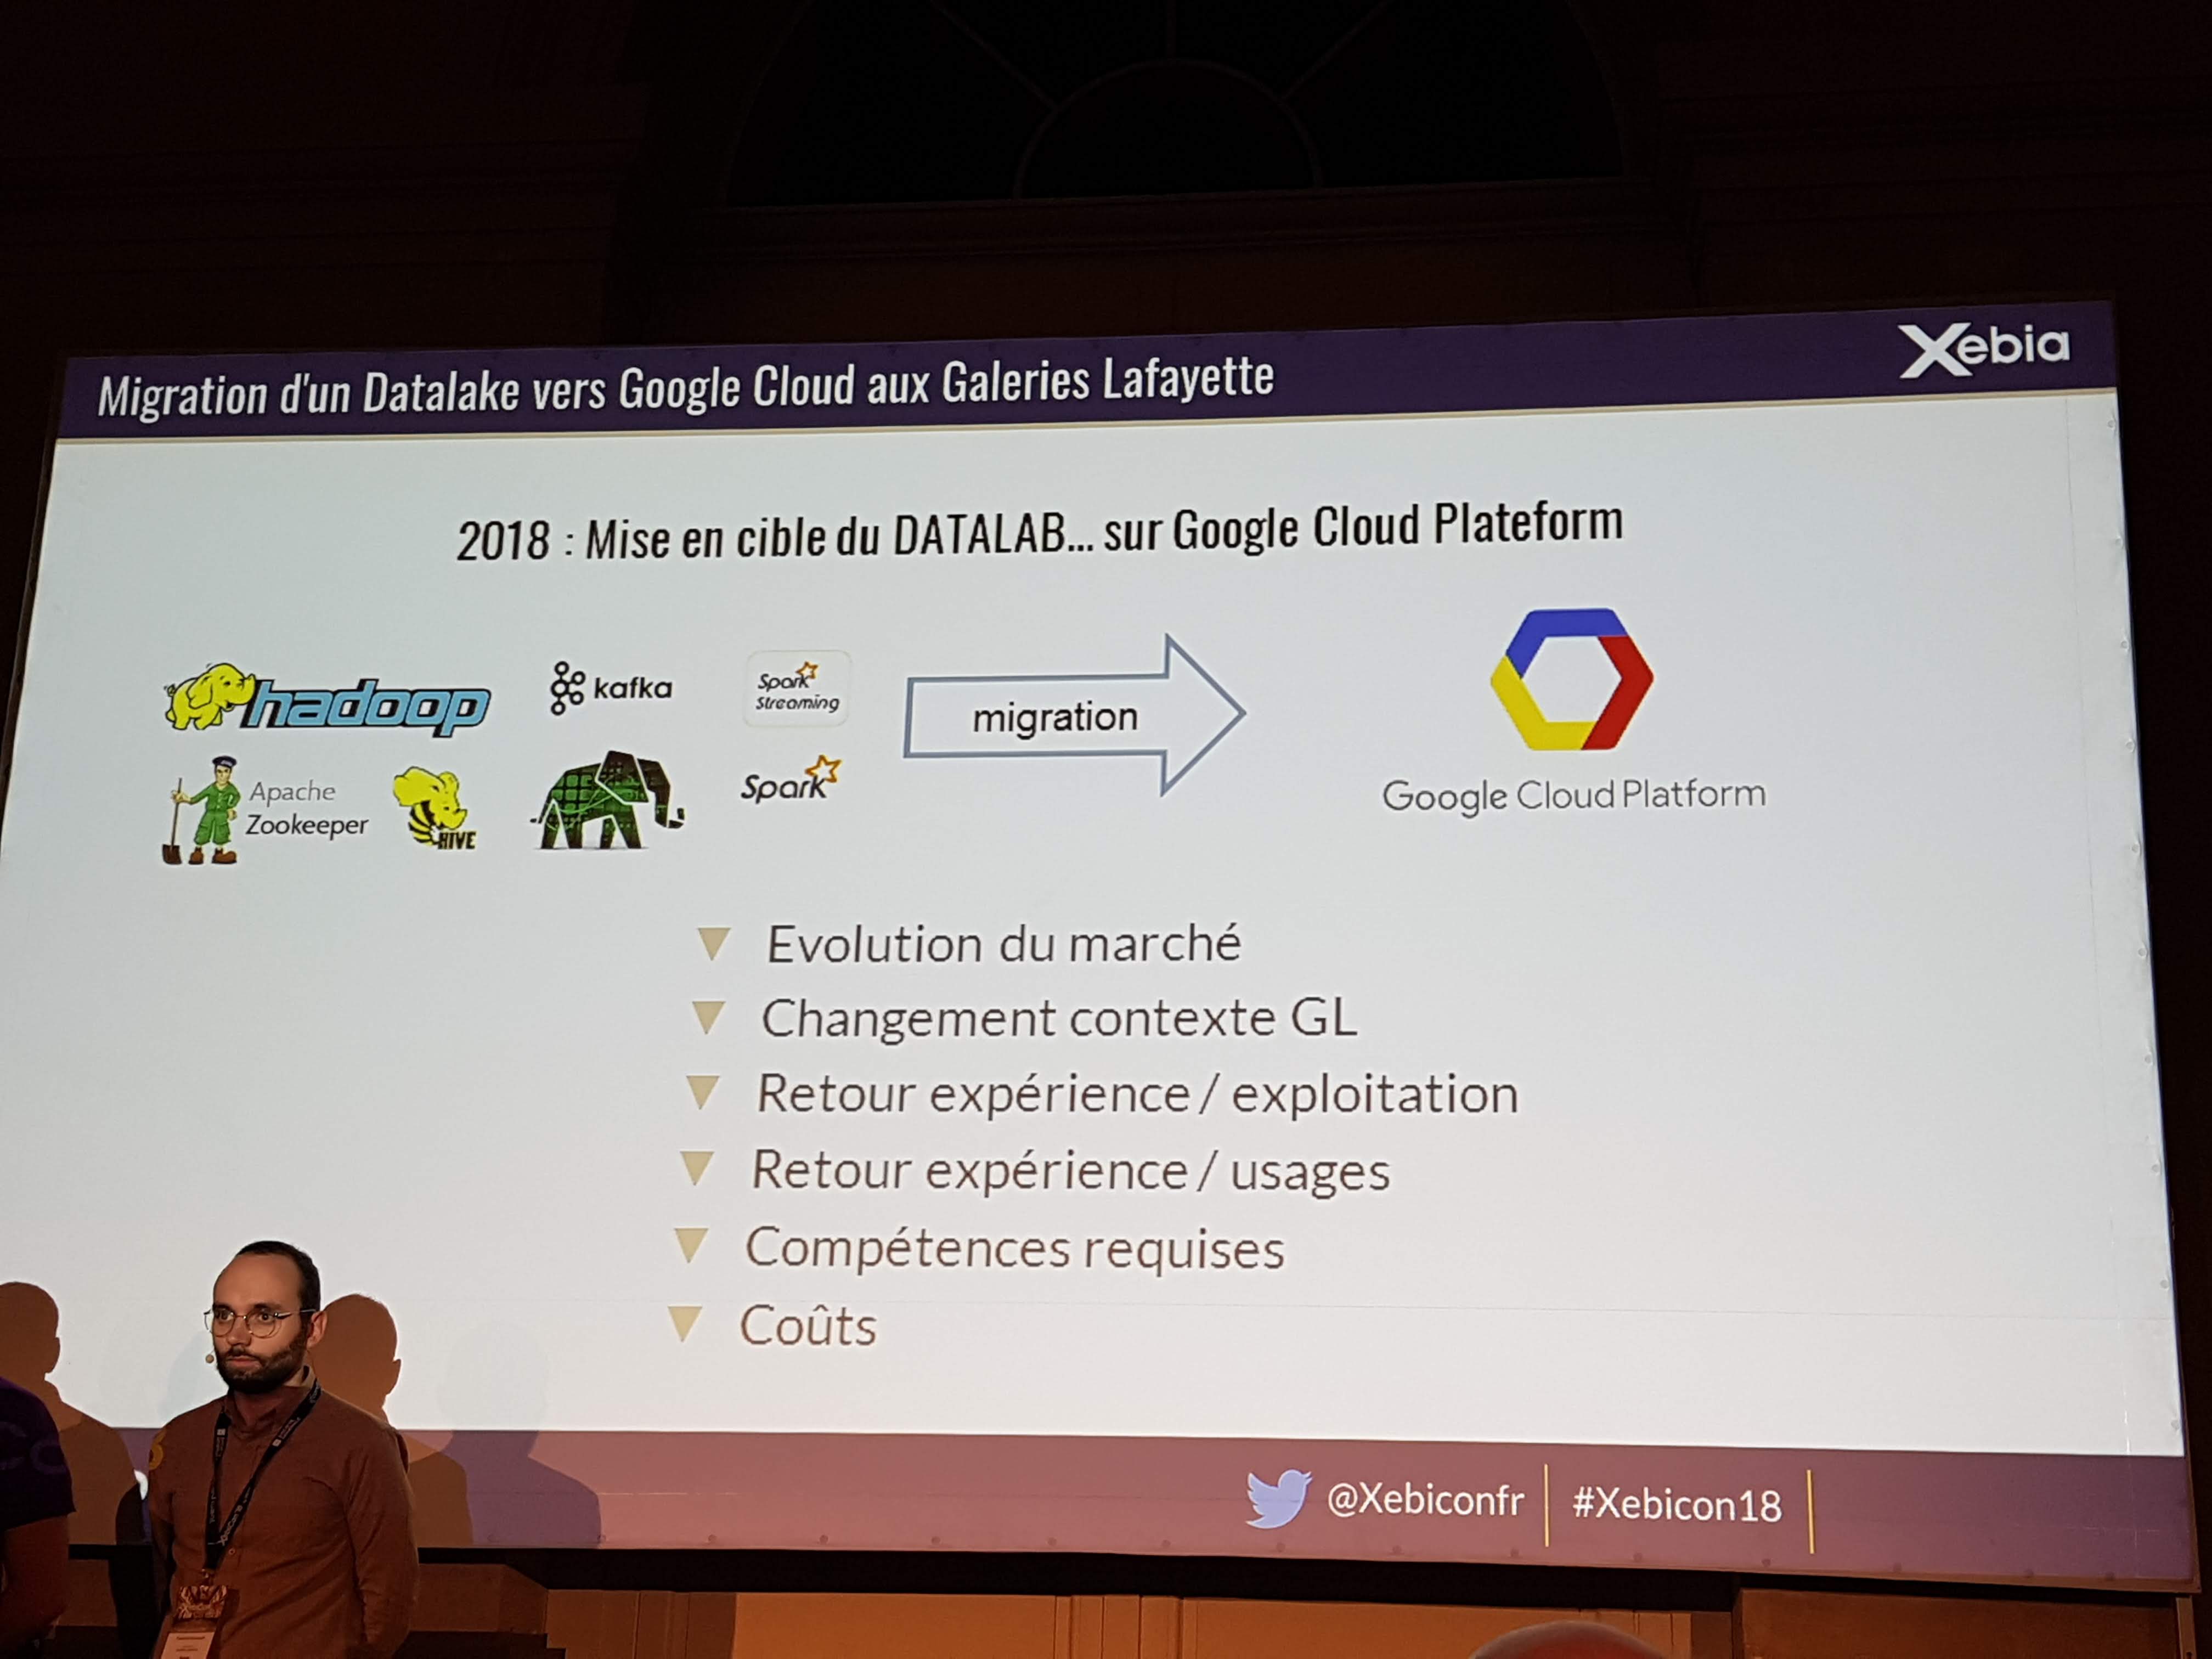 Migration d'un Datalake vers Google Cloud aux Galeries Lafayette
Xebia
2018 : Mise en cible du DATALAB... sur Google Cloud Plateform
hadoop
kafka
Spark
Streaming
migration
Apache
Zookeeper
HIVE
Spark
Google Cloud Platform
Evolution du marché
Changement contexte GL
Retour expérience / exploitation
Retour expérience / usages
Compétences requises
Coûts
@Xebiconfr
#Xebicon18